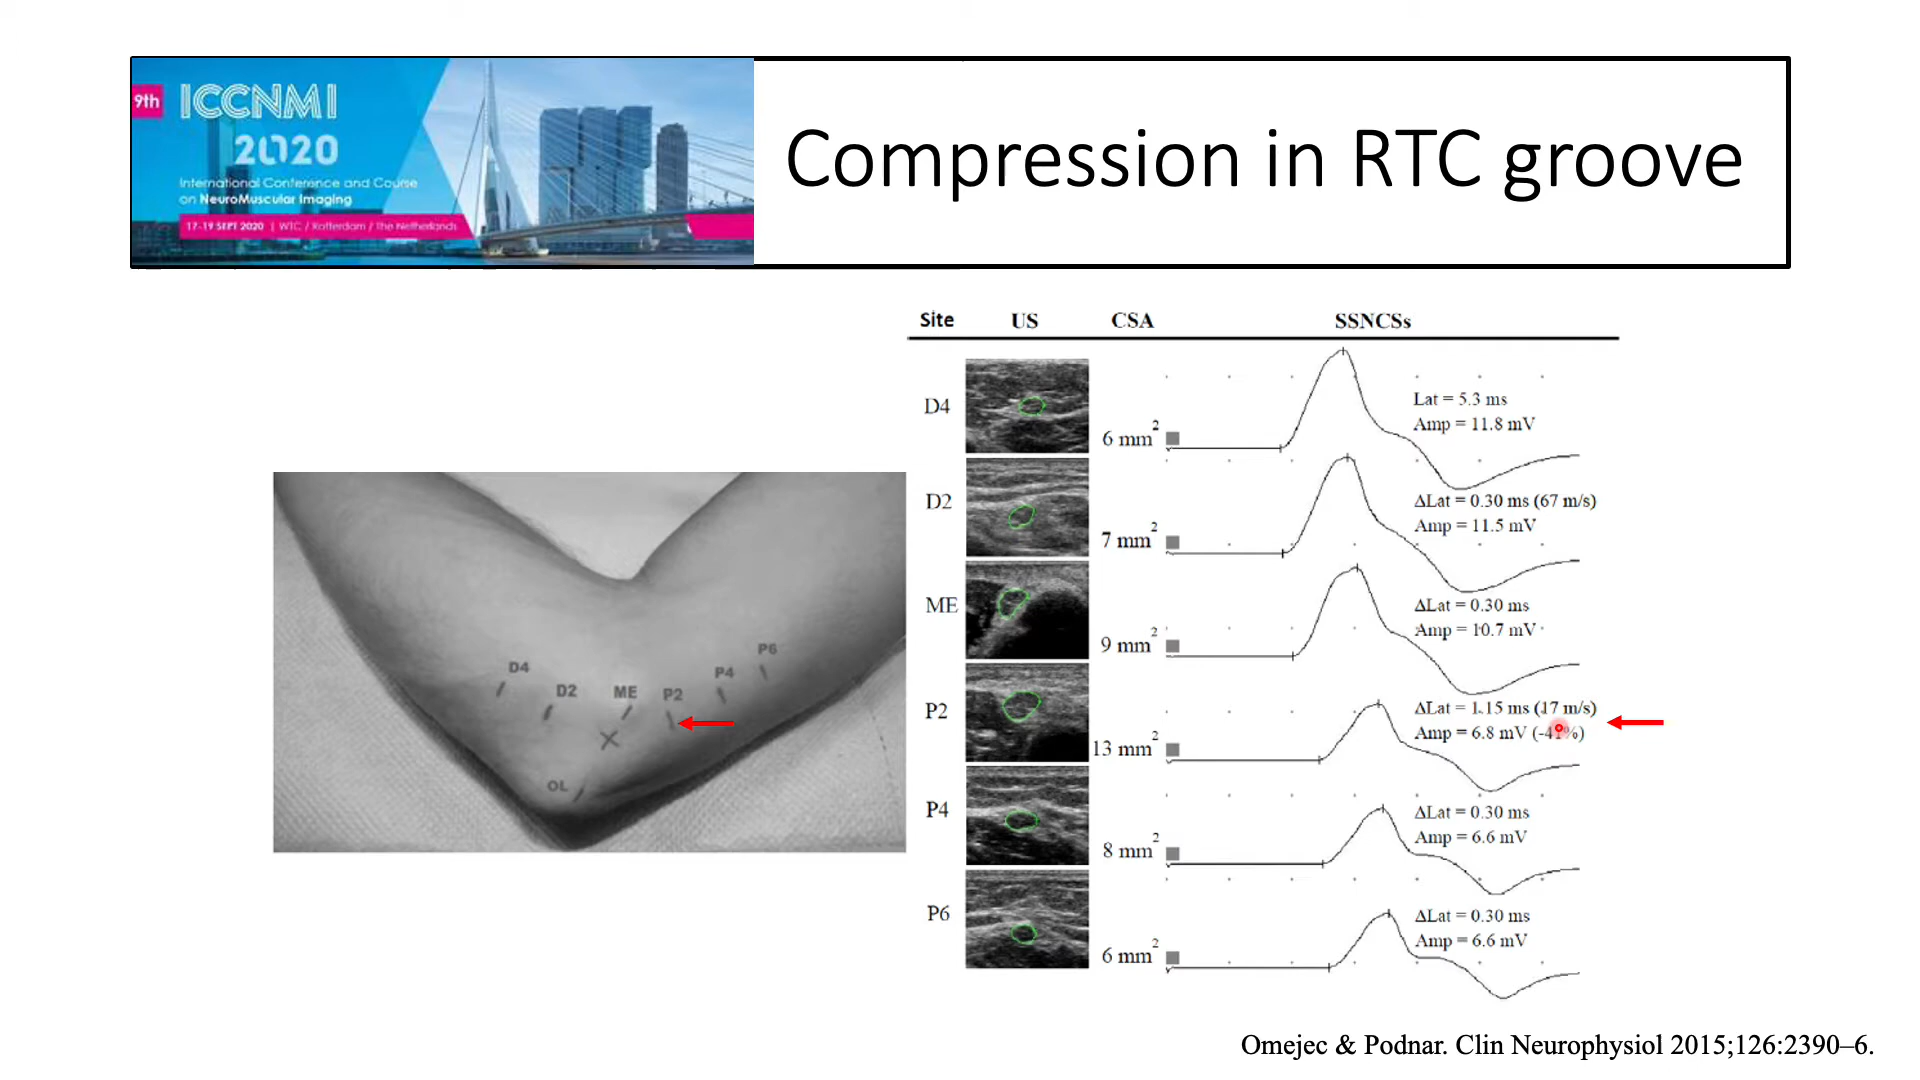 9th
ICCNMI
2020
International Conference and Course
on NeuroMuscular Imaging
17-19 SEPT 2020 | WTC / Rotterdam / The Netherlands
Compression in RTC groove
Site US CSA SSNCSs
D4
6 mm2
Lat = 5.3 ms
Amp = 11.8 mV
D2
7 mm2
ΔLat = 0.30 ms (67 m/s)
Amp = 11.5 mV
ME
9 mm2
ΔLat = 0.30 ms
Amp = 10.7 mV
P2
13 mm2
ΔLat = 1.15 ms (17 m/s)
Amp = 6.8 mV (-41%)
P4
8 mm2
ΔLat = 0.30 ms
Amp = 6.6 mV
P6
6 mm2
ΔLat = 0.30 ms
Amp = 6.6 mV
D4
D2
ME
P2
P4
P6
OL
Omejec & Podnar. Clin Neurophysiol 2015;126:2390–6.